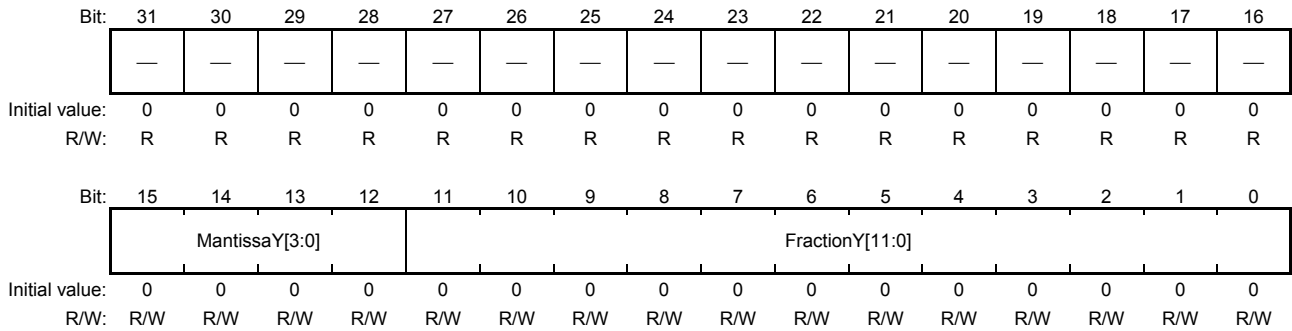 Bit: 31 30 29 28 27 26 25 24 23 22 21 20 19 18 17 16
— — — — — — — — — — — — — — — —
Initial value: 0 0 0 0 0 0 0 0 0 0 0 0 0 0 0 0
R/W: R R R R R R R R R R R R R R R R
Bit: 15 14 13 12 11 10 9 8 7 6 5 4 3 2 1 0
MantissaY[3:0] FractionY[11:0]
Initial value: 0 0 0 0 0 0 0 0 0 0 0 0 0 0 0 0
R/W: R/W R/W R/W R/W R/W R/W R/W R/W R/W R/W R/W R/W R/W R/W R/W R/W